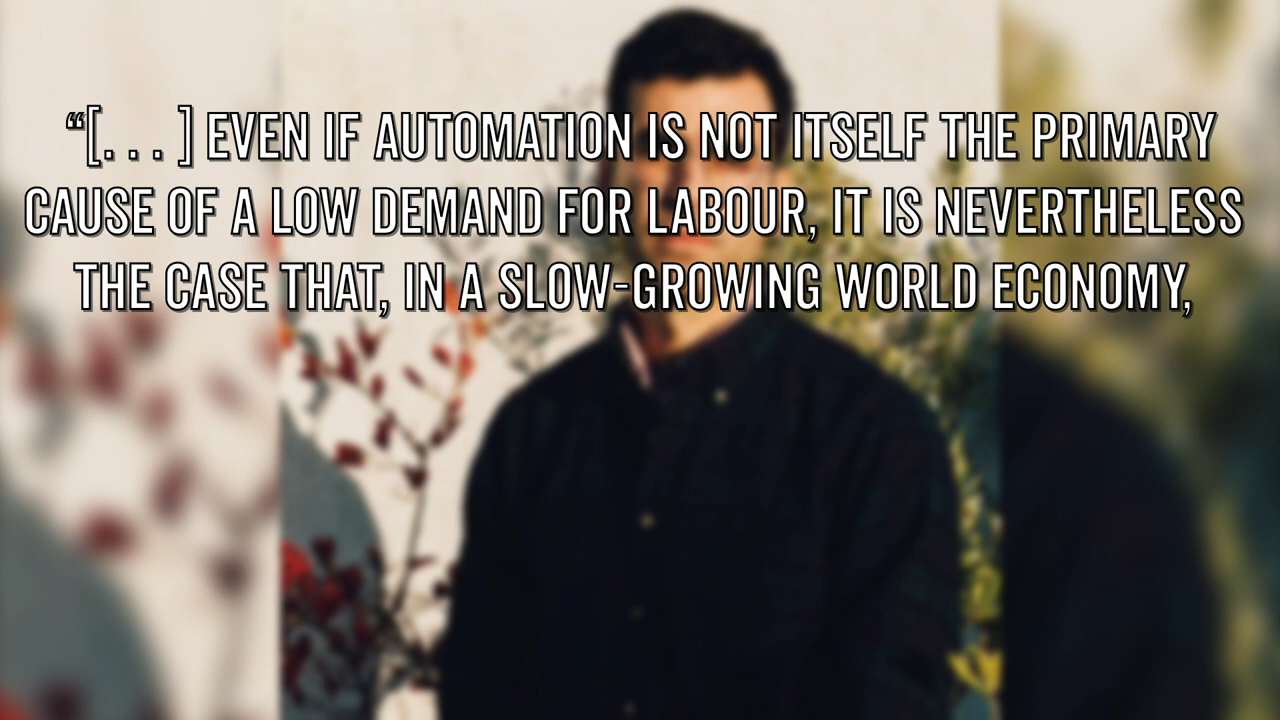 “[. . . ] EVEN IF AUTOMATION IS NOT ITSELF THE PRIMARY
CAUSE OF A LOW DEMAND FOR LABOUR, IT IS NEVERTHELESS
THE CASE THAT, IN A SLOW-GROWING WORLD ECONOMY,